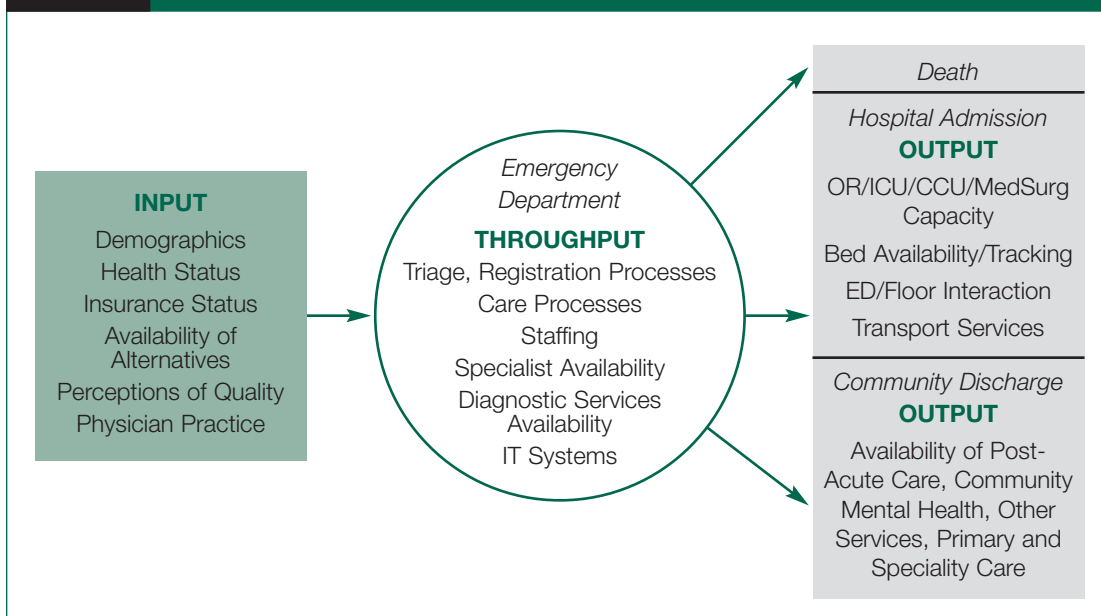 INPUT
Demographics
Health Status
Insurance Status
Availability of
Alternatives
Perceptions of Quality
Physician Practice
Emergency
Department
THROUGHPUT
Triage, Registration Processes
Care Processes
Staffing
Specialist Availability
Diagnostic Services
Availability
IT Systems
Death
Hospital Admission
OUTPUT
OR/ICU/CCU/MedSurg
Capacity
Bed Availability/Tracking
ED/Floor Interaction
Transport Services
Community Discharge
OUTPUT
Availability of Post-
Acute Care, Community
Mental Health, Other
Services, Primary and
Speciality Care